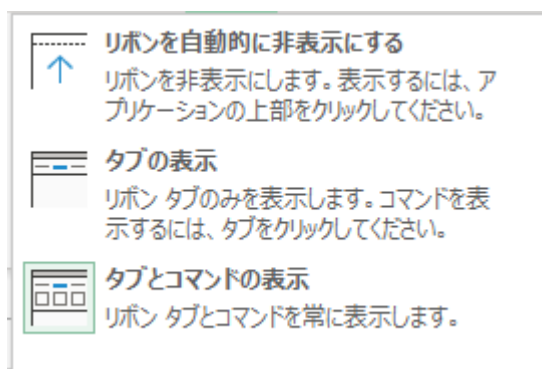 リボンを自動的に非表示にする
リボンを非表示にします。表示するには、ア
プリケーションの上部をクリックしてください。
タブの表示
リボン タブのみを表示します。コマンドを表
示するには、タブをクリックしてください。
タブとコマンドの表示
リボン タブとコマンドを常に表示します。